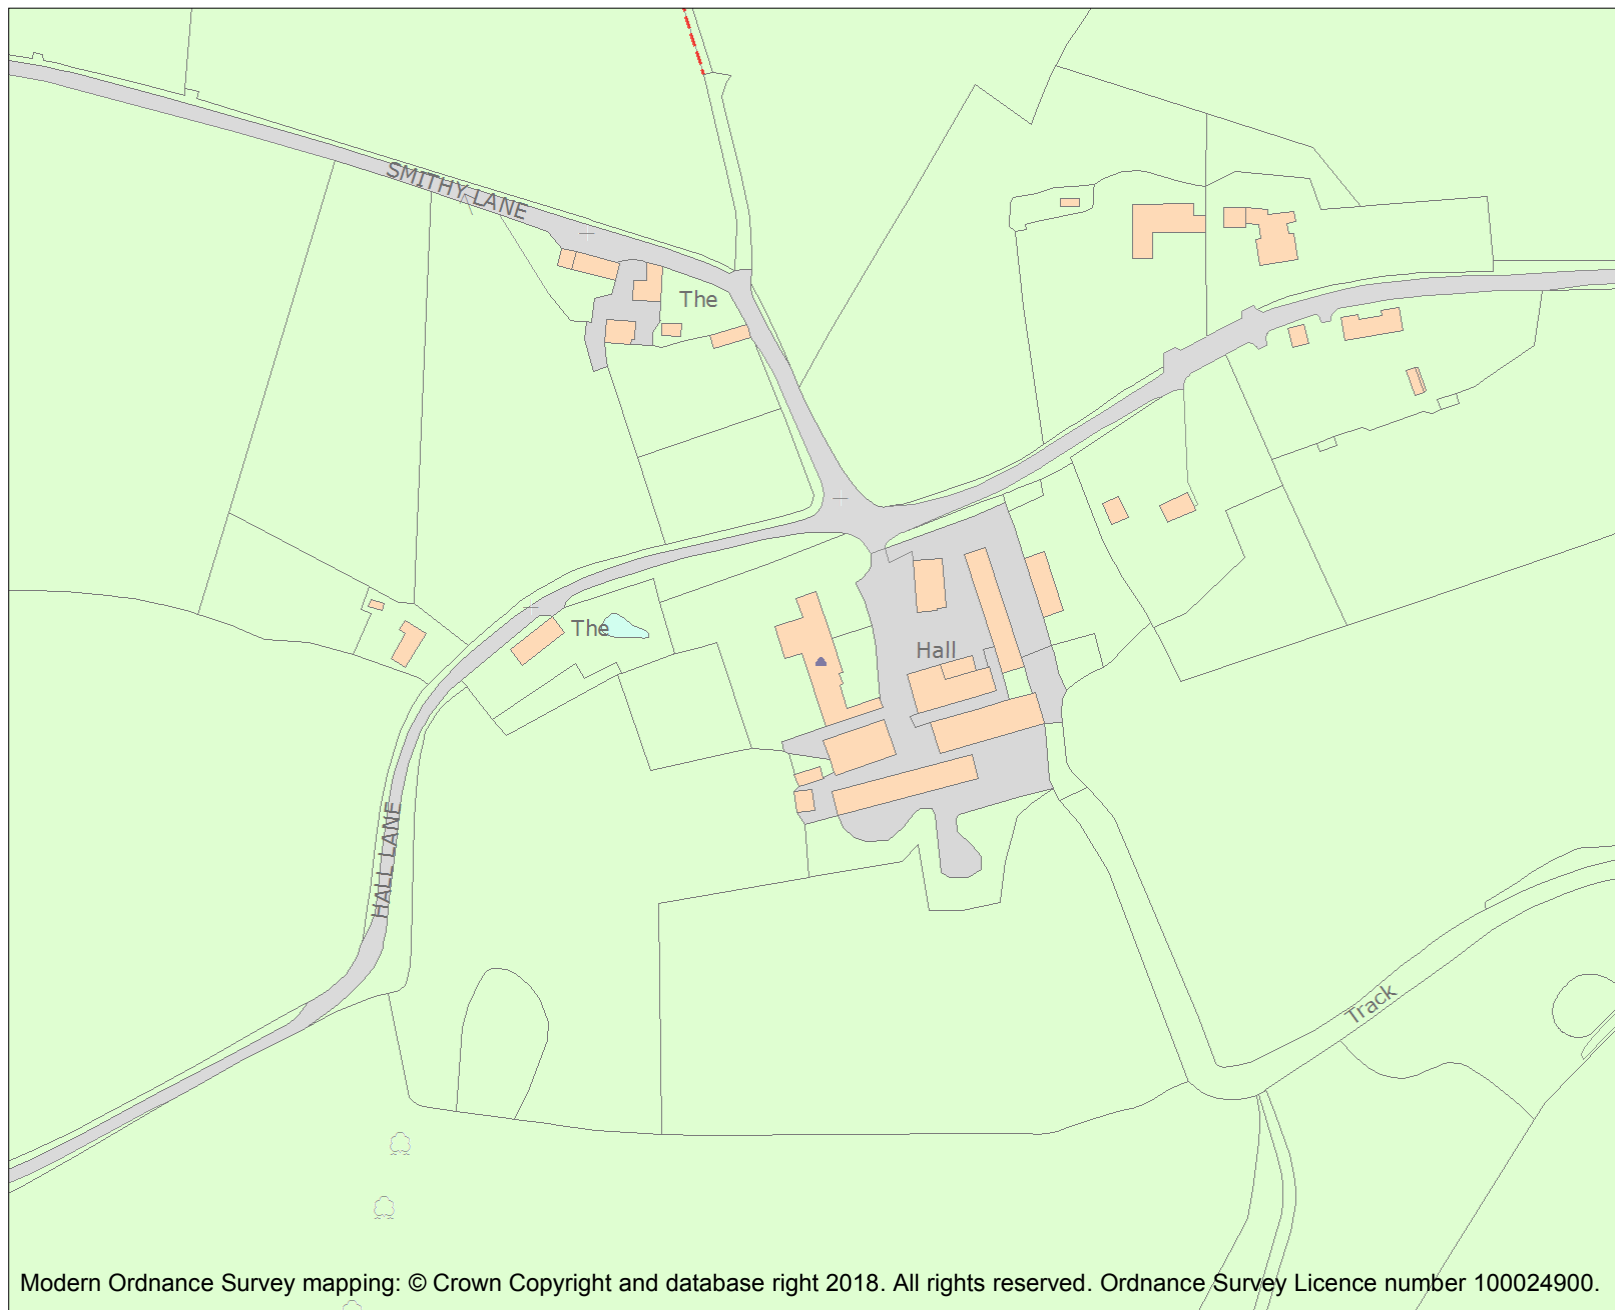 SMITHY LANE
The
The
Hall
HALL LANE
Track
Modern Ordnance Survey mapping: © Crown Copyright and database right 2018. All rights reserved. Ordnance Survey Licence number 100024900.